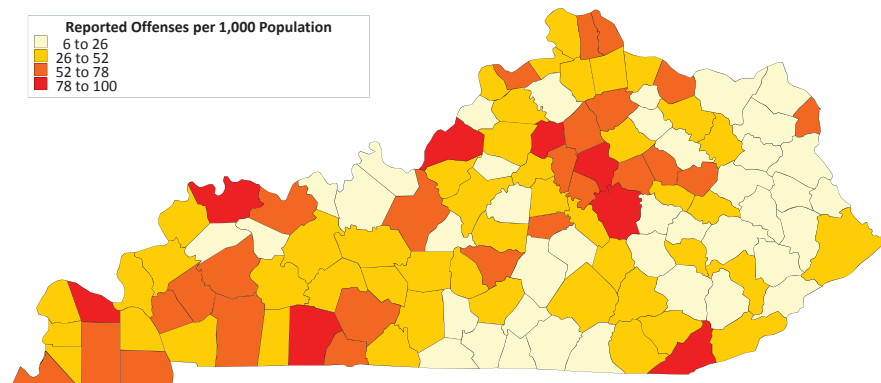 Reported Offenses per 1,000 Population
6 to 26
26 to 52
52 to 78
78 to 100